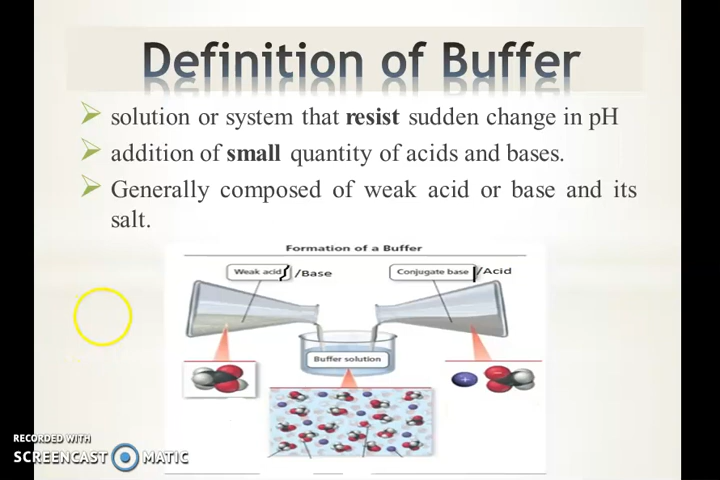 Definition of Buffer
solution or system that resist sudden change in pH
addition of small quantity of acids and bases.
Generally composed of weak acid or base and its
salt.
Formation of a Buffer
Weak acid /Base
Conjugate base /Acid
Buffer solution
RECORDED WITH
SCREENCAST MATIC